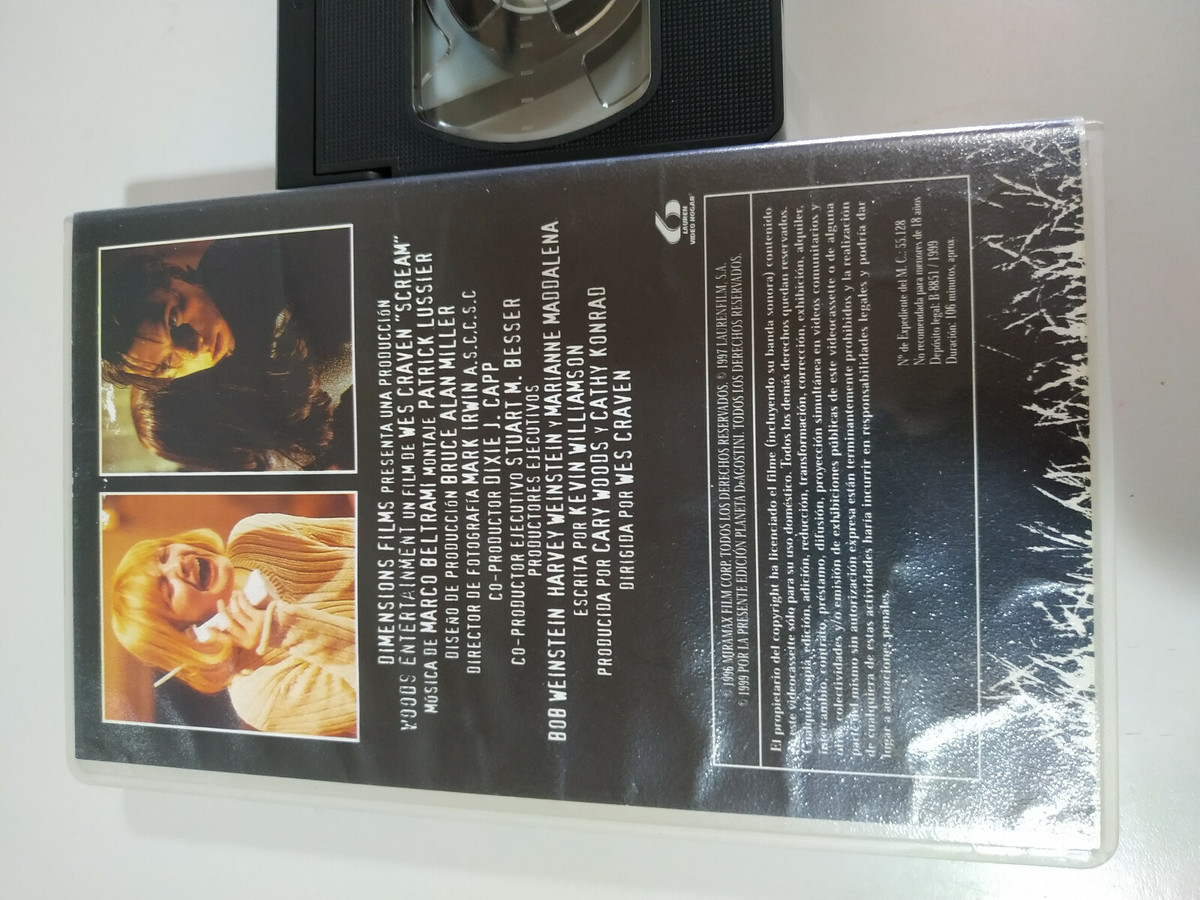 DIMENSIONS FILMS PRESENTA UNA PRODUCCIÓN
WOODS ENTERTAINMENT UN FILM DE WES CRAVEN "SCREAM"
MÚSICA DE MARCO BELTRAMI MONTAJE PATRICK LUSSIER
DISEÑO DE PRODUCCIÓN BRUCE ALAN MILLER
DIRECTOR DE FOTOGRAFÍA MARK IRWIN A.S.C.C.S.C
CO-PRODUCTOR DIXIE J. CAPP
CO-PRODUCTOR EJECUTIVO STUART M. BESSER
PRODUCTORES EJECUTIVOS
BOB WEINSTEIN HARVEY WEINSTEIN Y MARIANNE MADDALENA
ESCRITA POR KEVIN WILLIAMSON
PRODUCIDA POR CARY WOODS Y CATHY KONRAD
DIRIGIDA POR WES CRAVEN
LAUREN
VIDEO HOGAR
© 1996 MIRAMAX FILM CORP. TODOS LOS DERECHOS RESERVADOS. © 1997 LAURENFILM, S.A.
© 1999 POR LA PRESENTE EDICIÓN PLANETA DeAGOSTINI. TODOS LOS DERECHOS RESERVADOS.
El propietario del copyright ha licenciado el filme (incluyendo su banda sonora) contenido
en este videocassette sólo para su uso doméstico. Todos los demás derechos quedan reservados.
Cualquier copia, edición, adición, reducción, transformación, corrección, exhibición, alquiler,
intercambio, contrato, préstamo, difusión, proyección simultánea en videos comunitarios y
en colectividades y/o emisión de exhibiciones públicas de este videocassette o de alguna
parte del mismo sin autorización expresa están terminantemente prohibidos y la realización
de cualquiera de estas actividades haría incurrir en responsabilidades legales y podría dar
lugar a actuaciones penales.
Nº de Expediente del M. C.: 55.128
No recomendada para menores de 18 años
Depósito legal: B-8851 / 1999
Duración: 106 minutos, aprox.